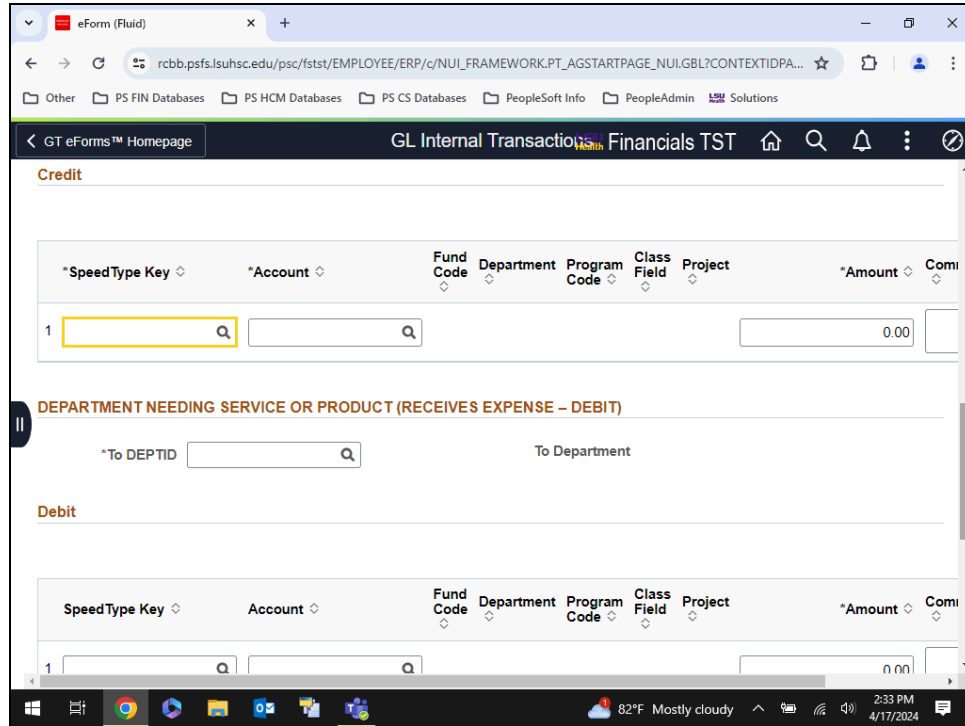 eForm (Fluid)
rcbb.psfs.lsuhsc.edu/psc/fstst/EMPLOYEE/ERP/c/NUI_FRAMEWORK.PT_AGSTARTPAGE_NUI.GBL?CONTEXTIDPA...
Other PS FIN Databases PS HCM Databases PS CS Databases PeopleSoft Info PeopleAdmin LSU Solutions
GT eForms™ Homepage GL Internal Transactions Health Financials TST
Credit
*SpeedType Key *Account Fund Code Department Program Code Class Field Project *Amount Com
1 0.00
DEPARTMENT NEEDING SERVICE OR PRODUCT (RECEIVES EXPENSE – DEBIT)
*To DEPTID To Department
Debit
SpeedType Key Account Fund Code Department Program Code Class Field Project *Amount Com
1 0.00
82°F Mostly cloudy 2:33 PM
4/17/2024